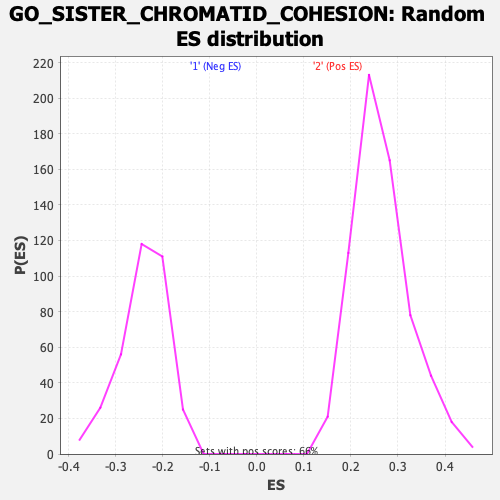 GO_SISTER_CHROMATID_COHESION: Random
ES distribution
'1' (Neg ES)
'2' (Pos ES)
220
200
180
160
140
120
100
80
60
40
20
0
P(ES)
Sets with pos scores: 66%
-0.4 -0.3 -0.2 -0.1 0.0 0.1 0.2 0.3 0.4
ES